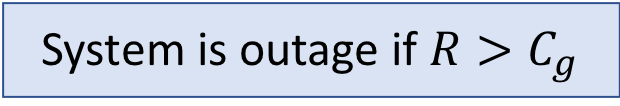 System is outage if $R > C_g$